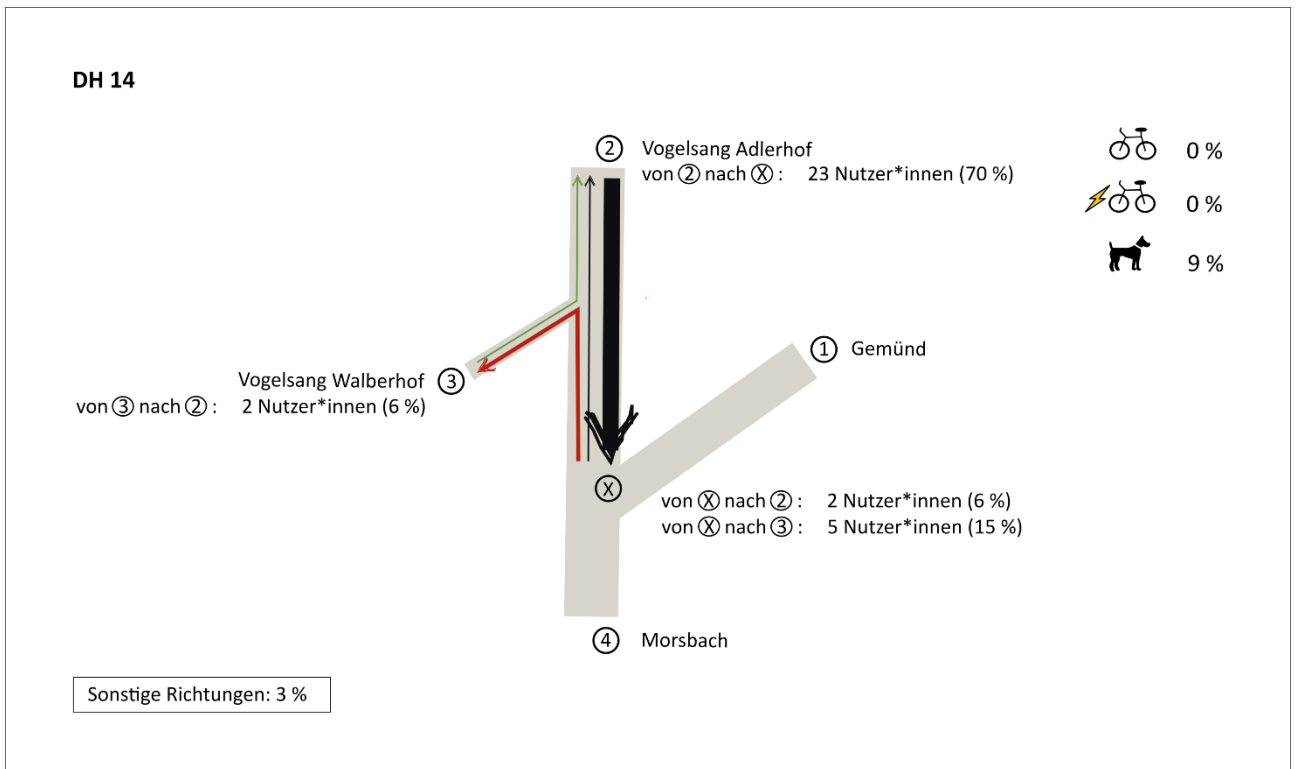 DH 14
② Vogelsang Adlerhof
von ② nach Ⓧ : 23 Nutzer*innen (70 %)
0 %
0 %
9 %
① Gemünd
Vogelsang Walberhof ③
von ③ nach ② : 2 Nutzer*innen (6 %)
Ⓧ
von Ⓧ nach ② : 2 Nutzer*innen (6 %)
von Ⓧ nach ③ : 5 Nutzer*innen (15 %)
④ Morsbach
Sonstige Richtungen: 3 %